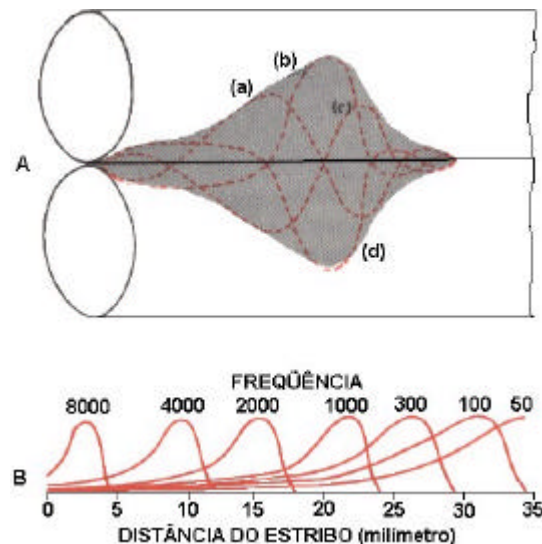 (b)
(a)
(c)
A
(d)
FREQÜÊNCIA
8000 4000 2000 1000 300 100 50
B
0 5 10 15 20 25 30 35
DISTÂNCIA DO ESTRIBO (milímetro)